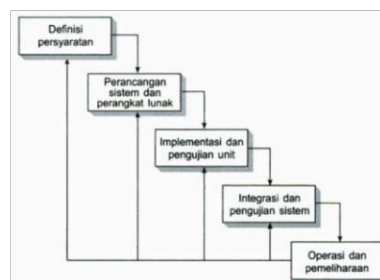 Definisi
persyaratan
Perancangan
sistem dan
perangkat lunak
Implementasi dan
pengujian unit
Integrasi dan
pengujian sistem
Operasi dan
pemeliharaan